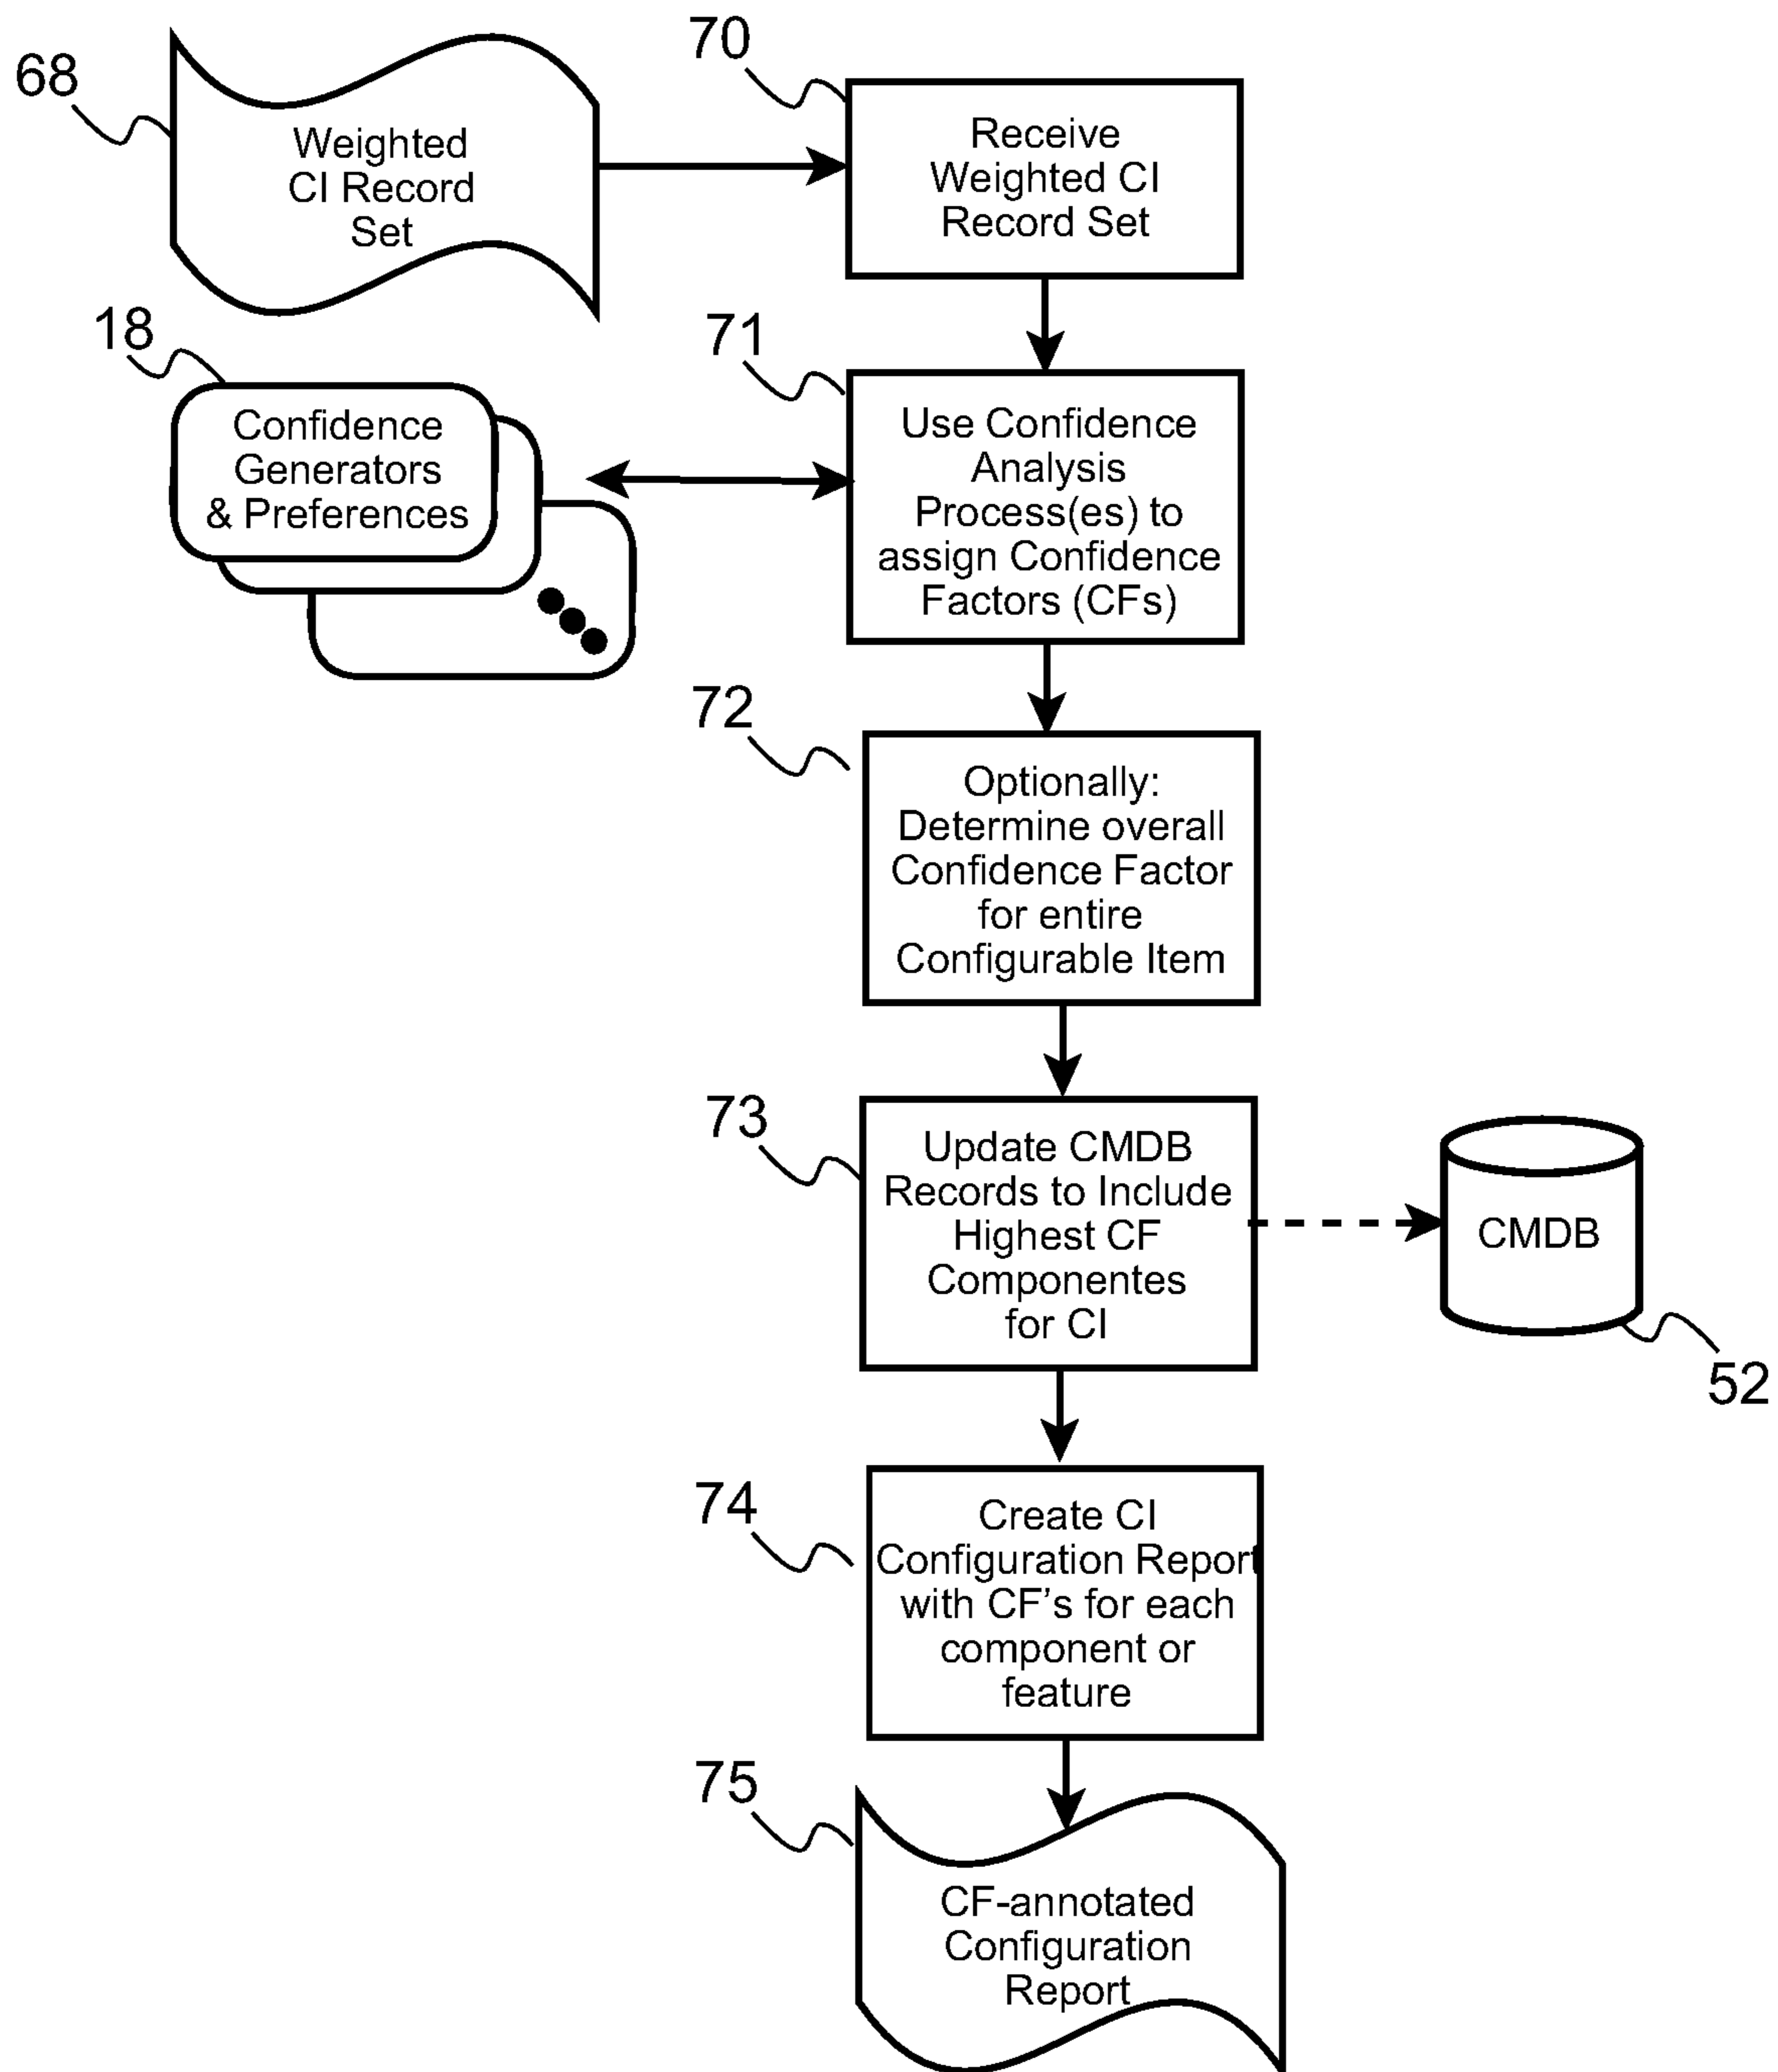 68
Weighted
CI Record
Set
70
Receive
Weighted CI
Record Set
18
Confidence
Generators
& Preferences
71
Use Confidence
Analysis
Process(es) to
assign Confidence
Factors (CFs)
72
Optionally:
Determine overall
Confidence Factor
for entire
Configurable Item
73
Update CMDB
Records to Include
Highest CF
Componentes
for CI
CMDB
52
74
Create CI
Configuration Report
with CF's for each
component or
feature
75
CF-annotated
Configuration
Report